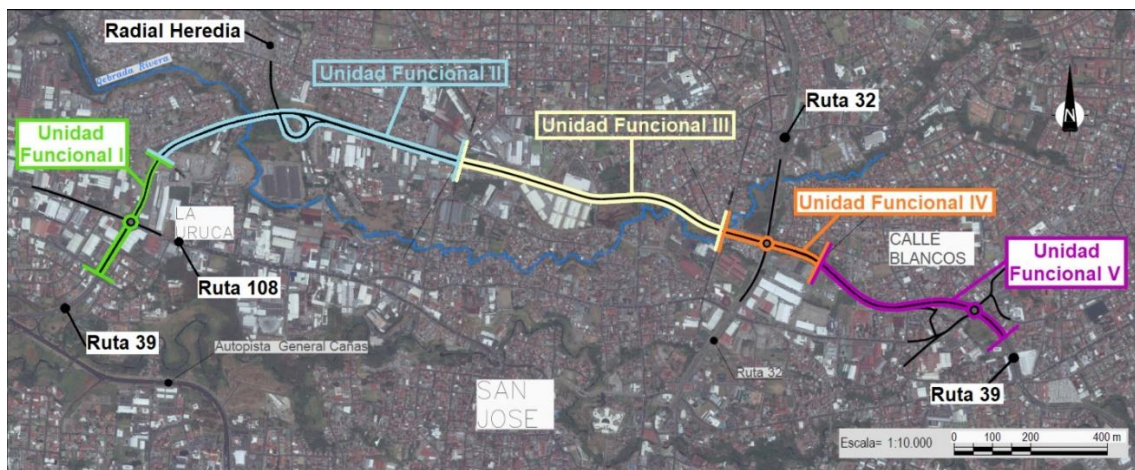 Radial Heredia
Qebrada Rivera
Unidad Funcional II
Unidad
Funcional I
Unidad Funcional III
Ruta 32
N
LA
URUCA
Unidad Funcional IV
CALLE
BLANCOS
Unidad
Funcional V
Ruta 108
Ruta 39
Autopista General Cañas
Ruta 32
SAN
JOSE
Ruta 39
Escala= 1:10.000
0 50 100 200 400 m